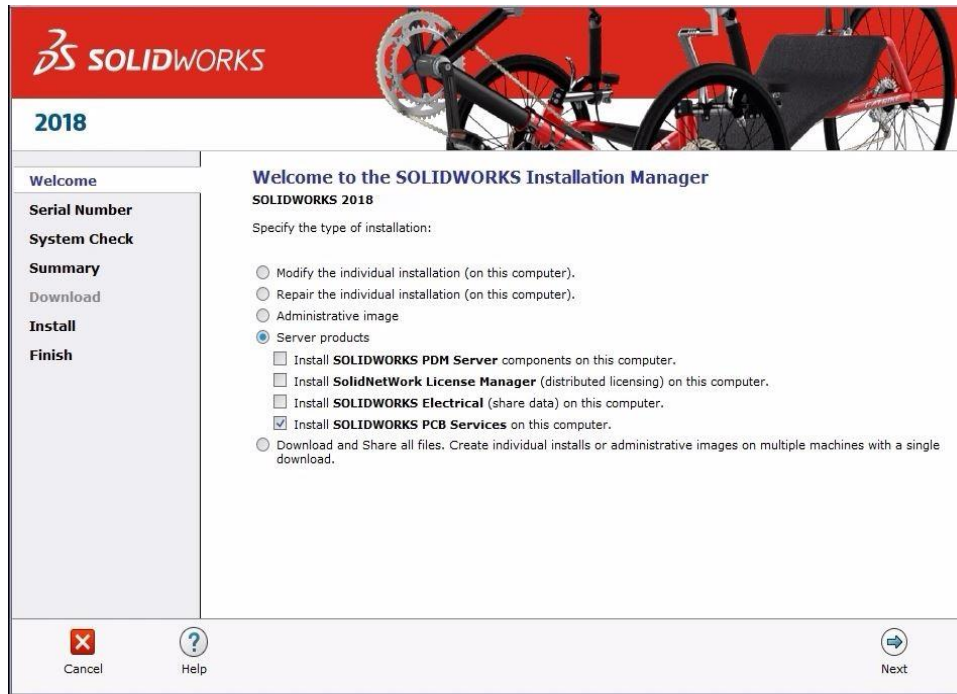 SOLIDWORKS
2018
Welcome
Serial Number
System Check
Summary
Download
Install
Finish
Welcome to the SOLIDWORKS Installation Manager
SOLIDWORKS 2018
Specify the type of installation:
Modify the individual installation (on this computer).
Repair the individual installation (on this computer).
Administrative image
Server products
Install SOLIDWORKS PDM Server components on this computer.
Install SolidNetWork License Manager (distributed licensing) on this computer.
Install SOLIDWORKS Electrical (share data) on this computer.
Install SOLIDWORKS PCB Services on this computer.
Download and Share all files. Create individual installs or administrative images on multiple machines with a single
download.
Cancel
Help
Next